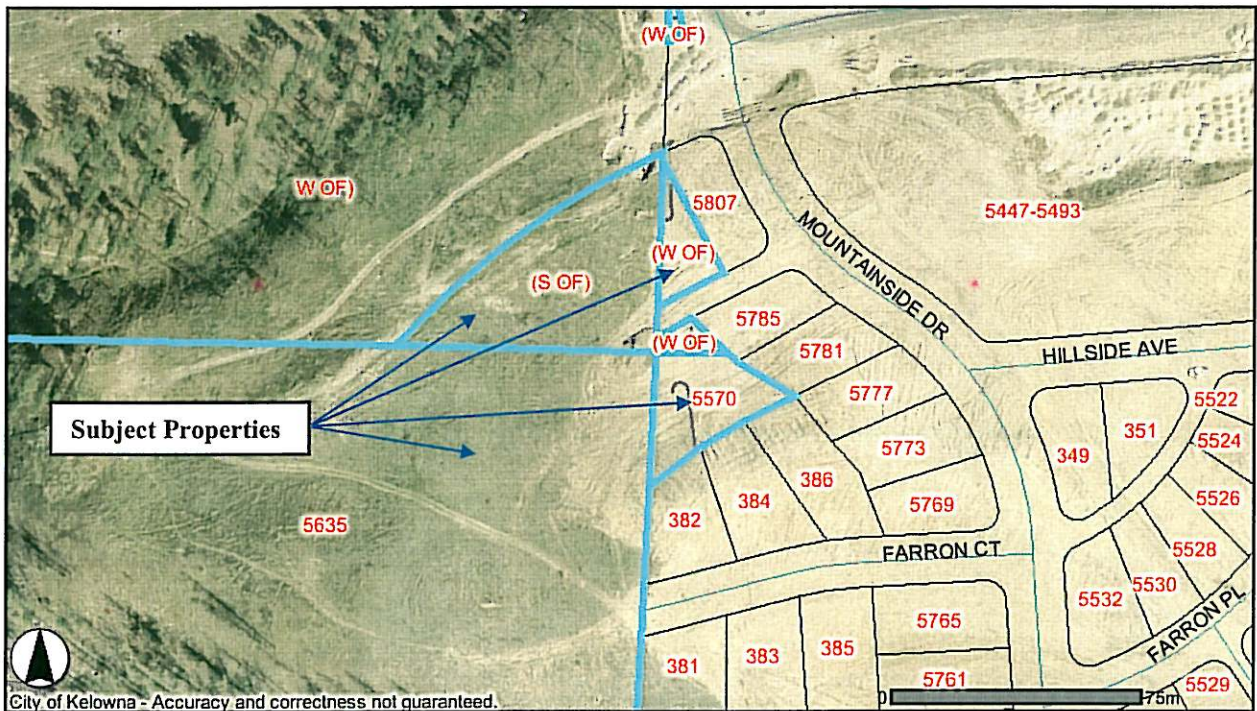 (W OF)
W OF)
5807
5447-5493
MOUNTAINSIDE DR
(W OF)
(S OF)
5785
(W OF)
5781
HILLSIDE AVE
5570
5777
5522
Subject Properties
351
5524
349
5773
386
5526
384
5769
382
5635
5528
FARRON CT
5530
5532
FARRON PL
5765
381
383
385
5761
5529
City of Kelowna - Accuracy and correctness not guaranteed.
0
75m